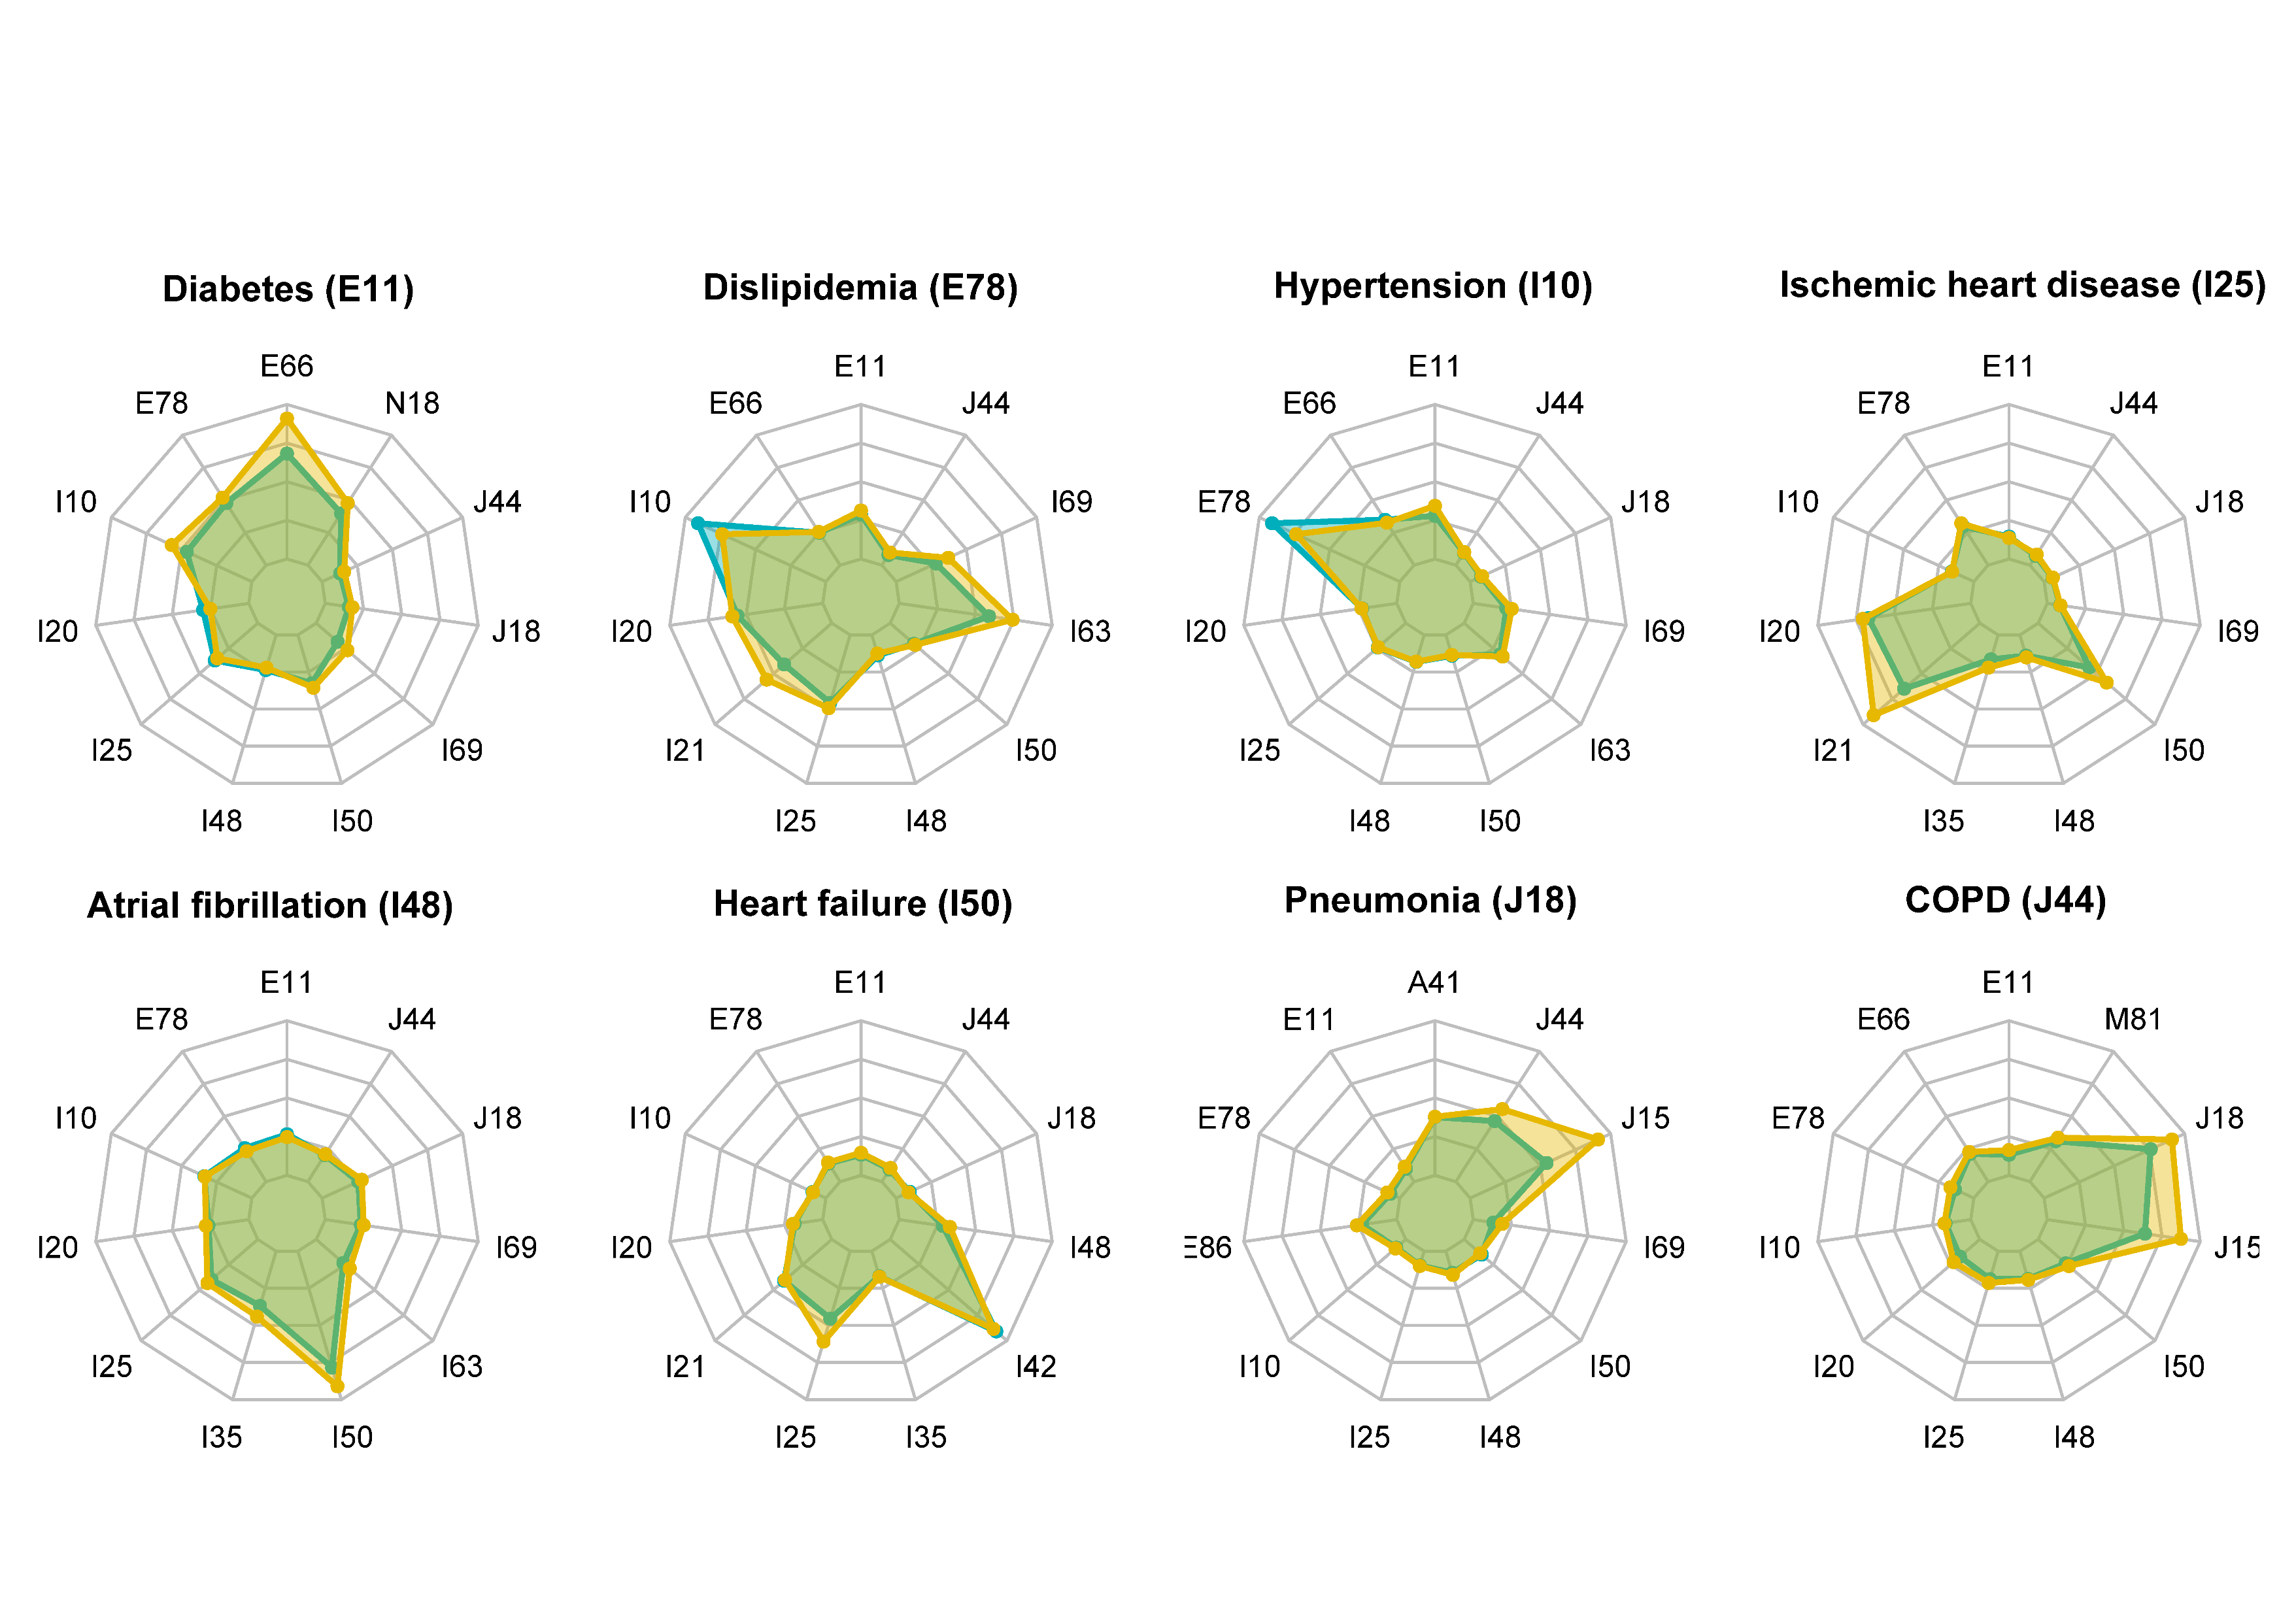 Diabetes (E11)
E66
E78 N18
I10 J44
I20 J18
I25 I69
I48 I50
Dislipidemia (E78)
E11
E66 J44
I10 I69
I20 I63
I21 I50
I25 I48
Hypertension (I10)
E11
E66 J44
E78 J18
I20 I69
I25 I63
I48 I50
Ischemic heart disease (I25)
E11
E78 J44
I10 J18
I20 I69
I21 I50
I35 I48
Atrial fibrillation (I48)
E11
E78 J44
I10 J18
I20 I69
I25 I63
I35 I50
Heart failure (I50)
E11
E78 J44
I10 J18
I20 I48
I21 I42
I25 I35
Pneumonia (J18)
A41
E11 J44
E78 J15
E86 I69
I10 I50
I25 I48
COPD (J44)
E11
E66 M81
E78 J18
I10 J15
I20 I50
I25 I48